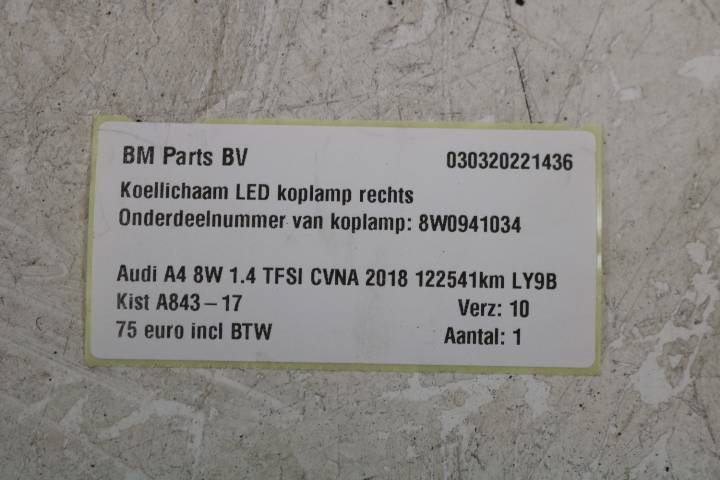 BM Parts BV 030320221436
Koellichaam LED koplamp rechts
Onderdeelnummer van koplamp: 8W0941034
Audi A4 8W 1.4 TFSI CVNA 2018 122541km LY9B
Kist A843-17 Verz: 10
75 euro incl BTW Aantal: 1